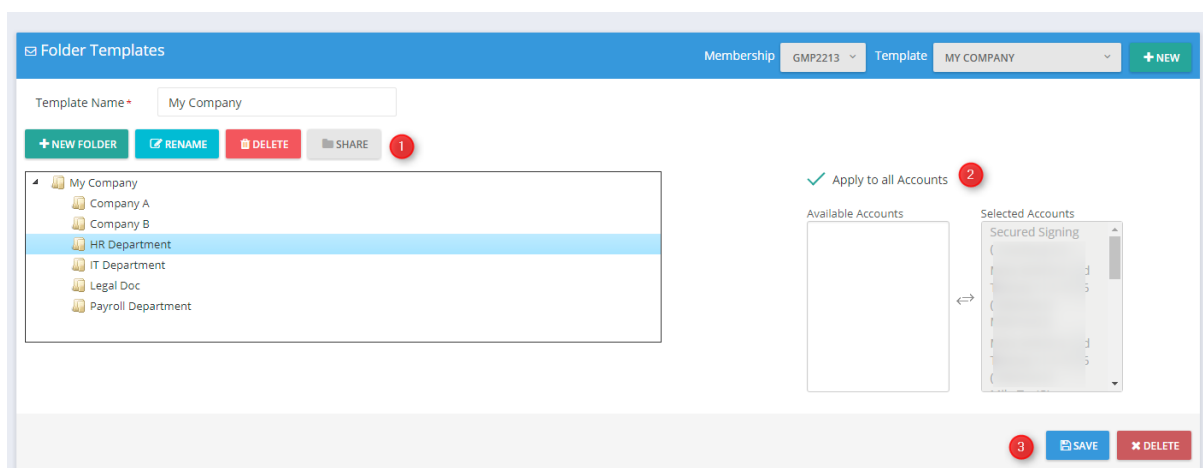 Folder Templates
Membership GMP2213 Template MY COMPANY + NEW
Template Name* My Company
+ NEW FOLDER RENAME DELETE SHARE 1
My Company
Company A
Company B
HR Department
IT Department
Legal Doc
Payroll Department
Apply to all Accounts 2
Available Accounts Selected Accounts
Secured Signing
3 SAVE DELETE